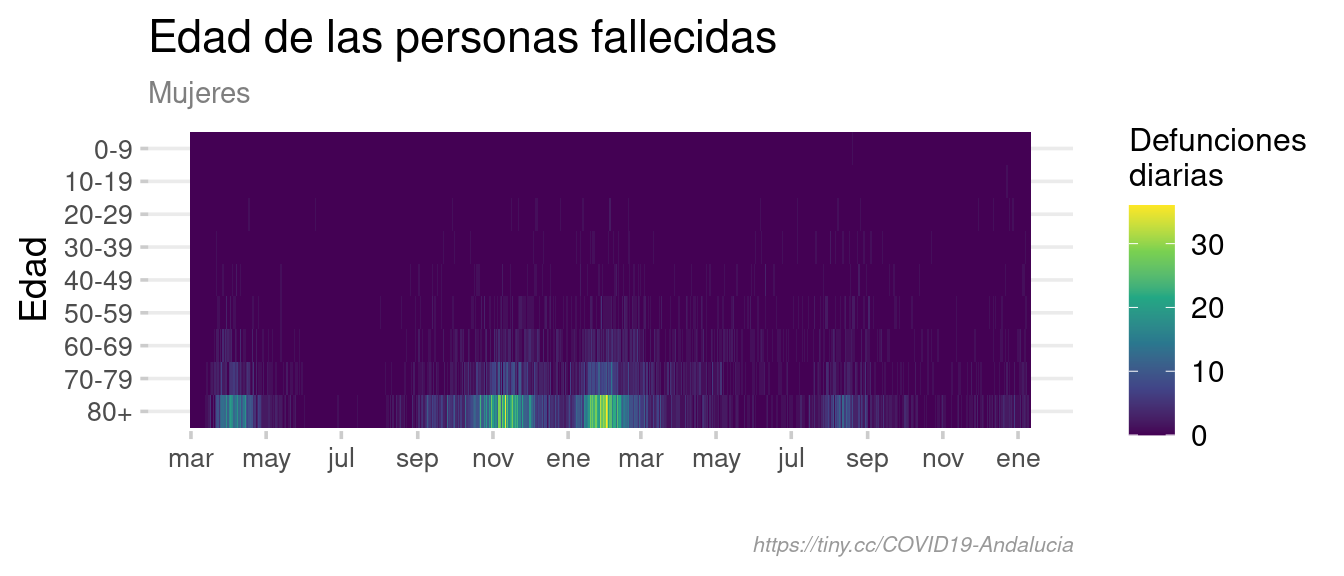 Edad de las personas fallecidas
Mujeres
Edad
0-9
10-19
20-29
30-39
40-49
50-59
60-69
70-79
80+
mar may jul sep nov ene mar may jul sep nov ene
Defunciones
diarias
30
20
10
0
https://tiny.cc/COVID19-Andalucia